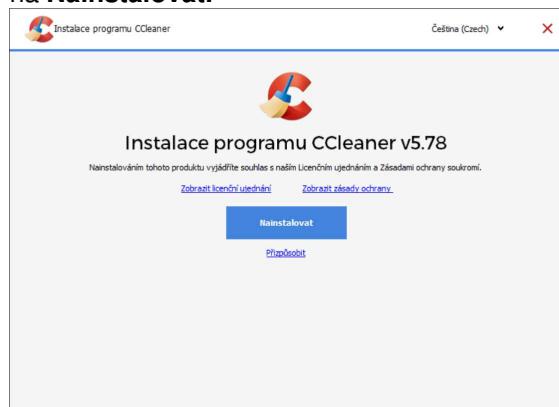 na Nainstalovat.
Instalace programu CCleaner
Čeština (Czech)
Instalace programu CCleaner v5.78
Nainstalováním tohoto produktu vyjádříte souhlas s naším Licenčním ujednáním a Zásadami ochrany soukromí.
Zobrazit licenční ujednání Zobrazit zásady ochrany
Nainstalovat
Přizpůsobit